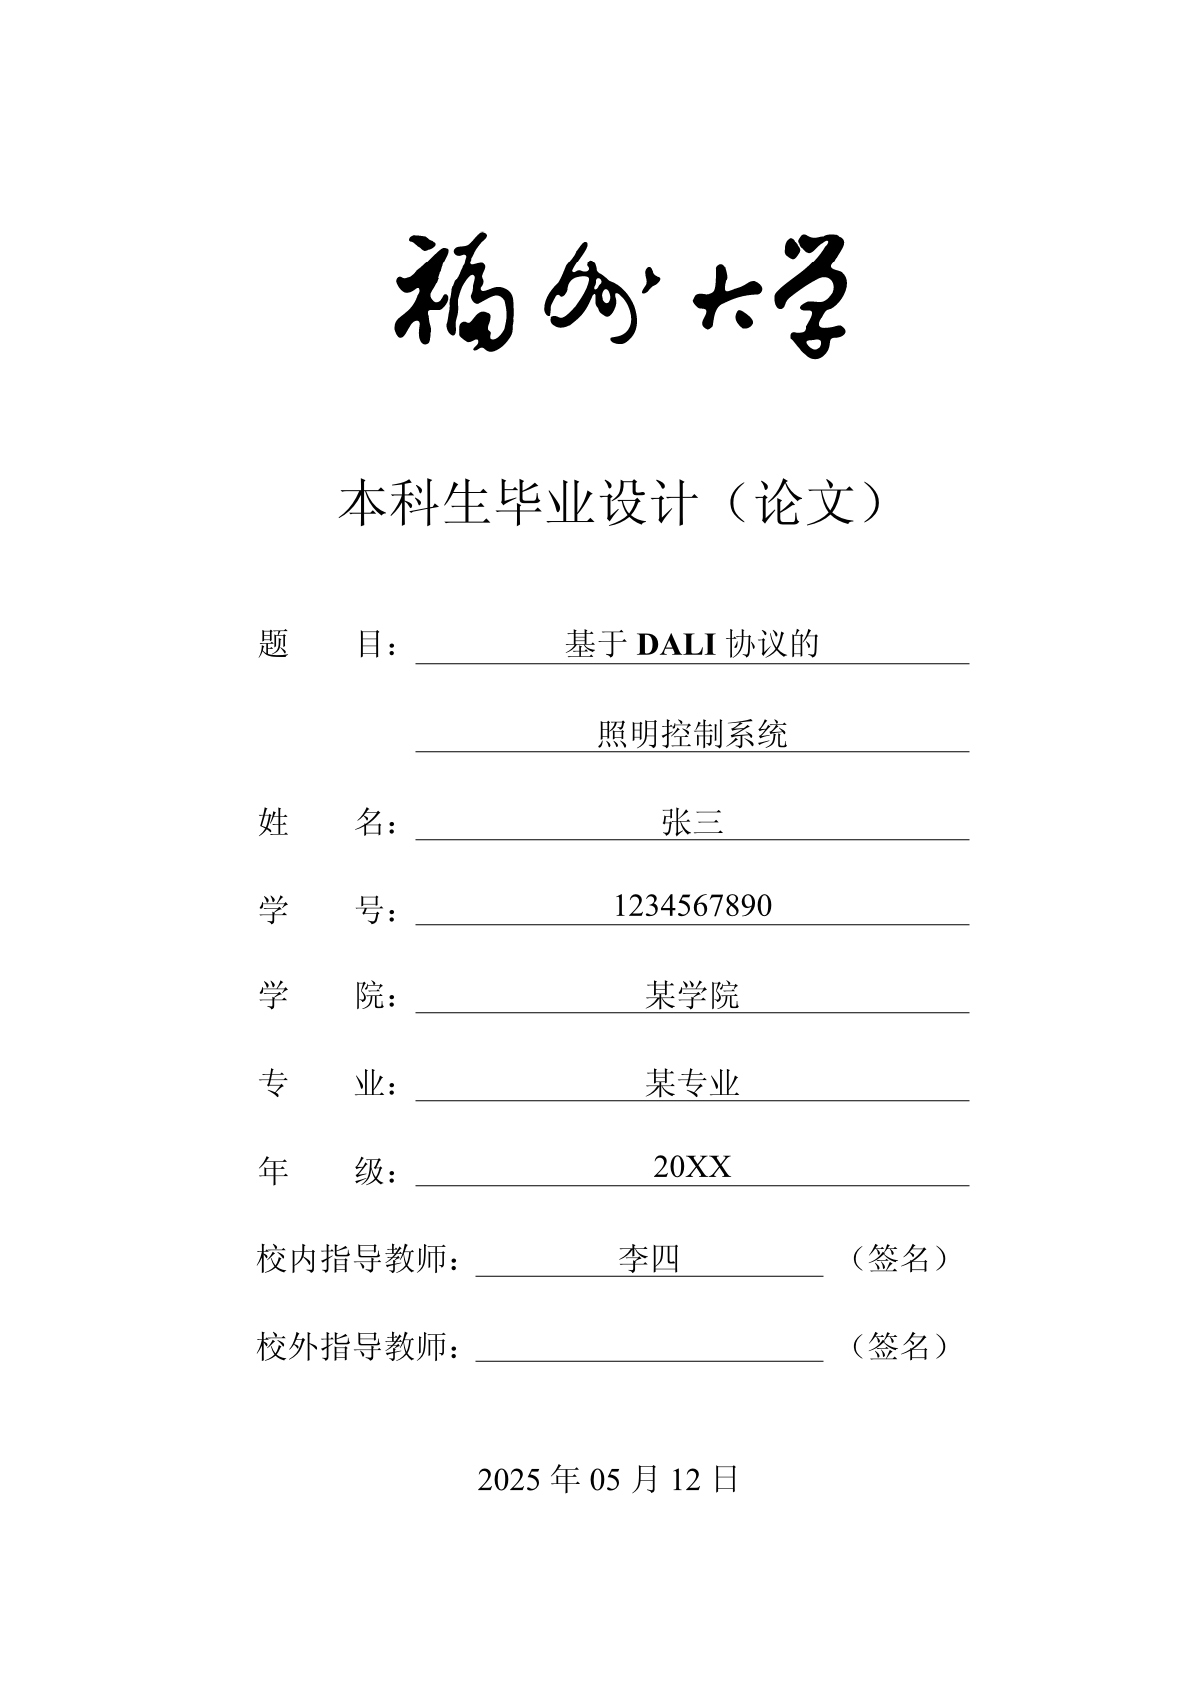 福州大学
本科生毕业设计（论文）
题 目： 基于 DALI 协议的
照明控制系统
姓 名： 张三
学 号： 1234567890
学 院： 某学院
专 业： 某专业
年 级： 20XX
校内指导教师： 李四 （签名）
校外指导教师： （签名）
2025 年 05 月 12 日